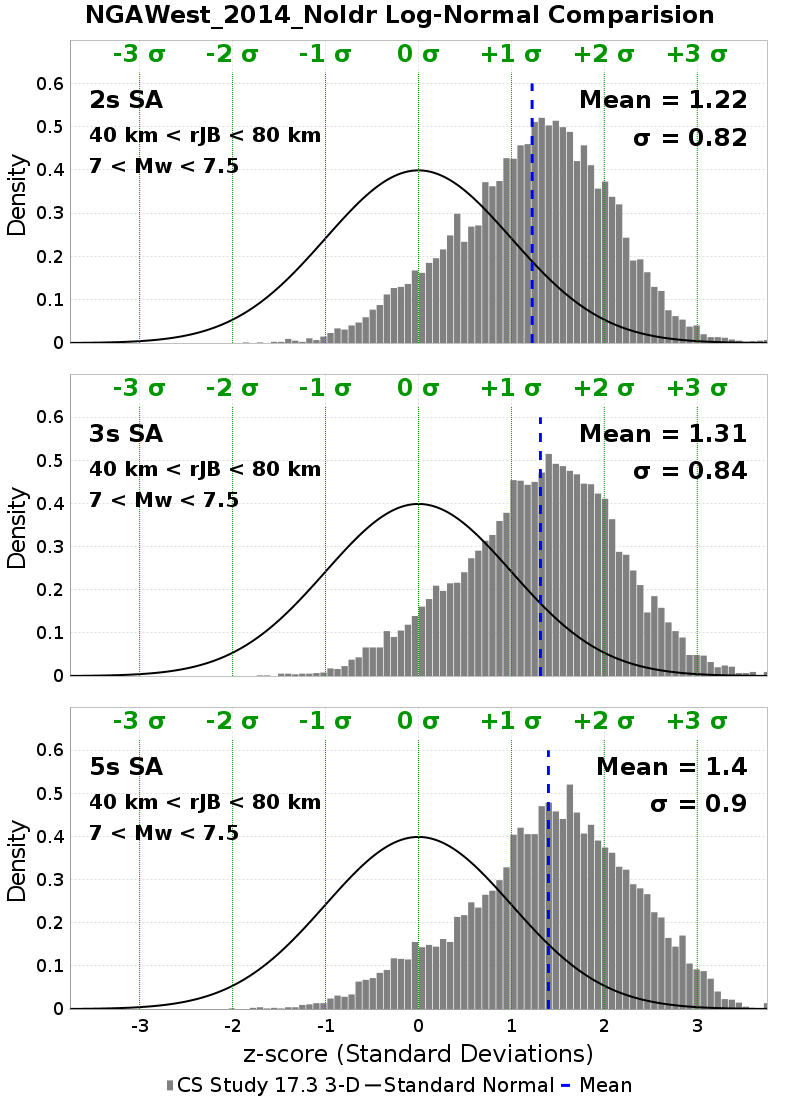 NGAWest_2014_NoIdr Log-Normal Comparision
-3 σ -2 σ -1 σ 0 σ +1 σ +2 σ +3 σ
2s SA
Mean = 1.22
40 km < rJB < 80 km
σ = 0.82
7 < Mw < 7.5
Density
0.6
0.5
0.4
0.3
0.2
0.1
0
-3 σ -2 σ -1 σ 0 σ +1 σ +2 σ +3 σ
3s SA
Mean = 1.31
40 km < rJB < 80 km
σ = 0.84
7 < Mw < 7.5
Density
0.6
0.5
0.4
0.3
0.2
0.1
0
-3 σ -2 σ -1 σ 0 σ +1 σ +2 σ +3 σ
5s SA
Mean = 1.4
40 km < rJB < 80 km
σ = 0.9
7 < Mw < 7.5
Density
0.6
0.5
0.4
0.3
0.2
0.1
0
-3 -2 -1 0 1 2 3
z-score (Standard Deviations)
CS Study 17.3 3-D Standard Normal Mean